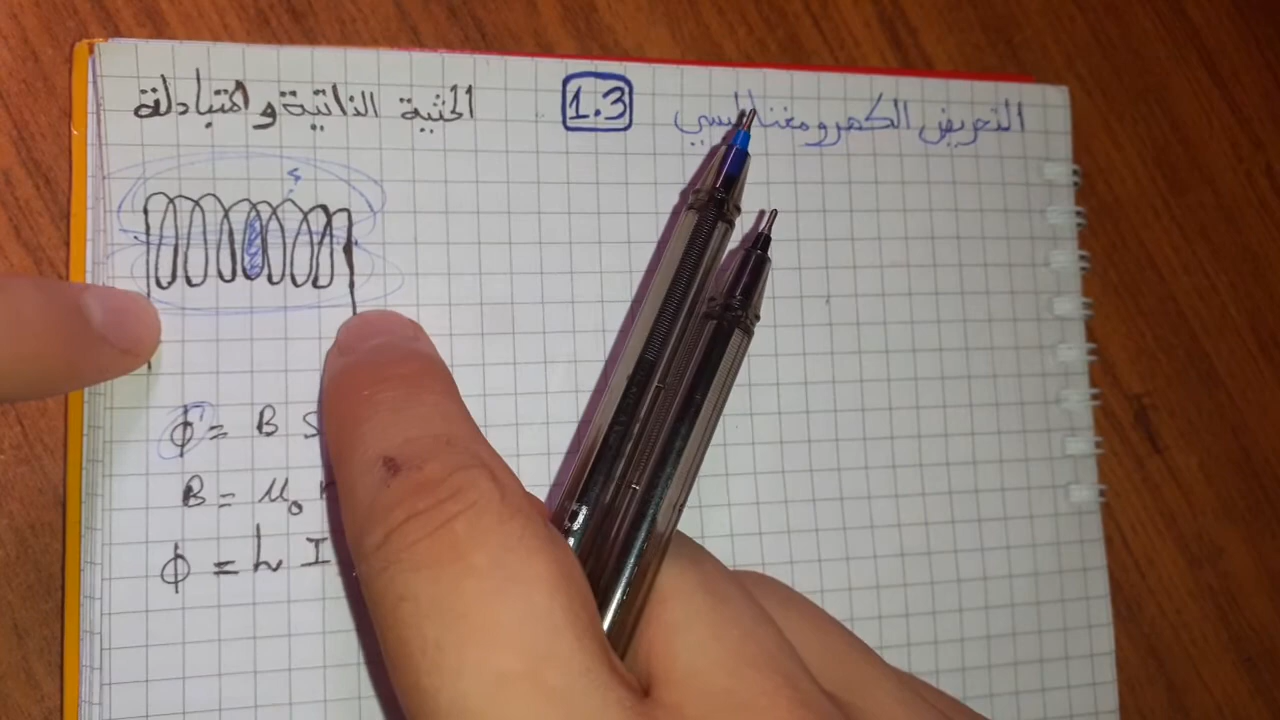 التحريض الكهرومغناطيسي
1.3
الحثية الذاتية والمتبادلة
ϕ = B S
B = μ₀
ϕ = L I